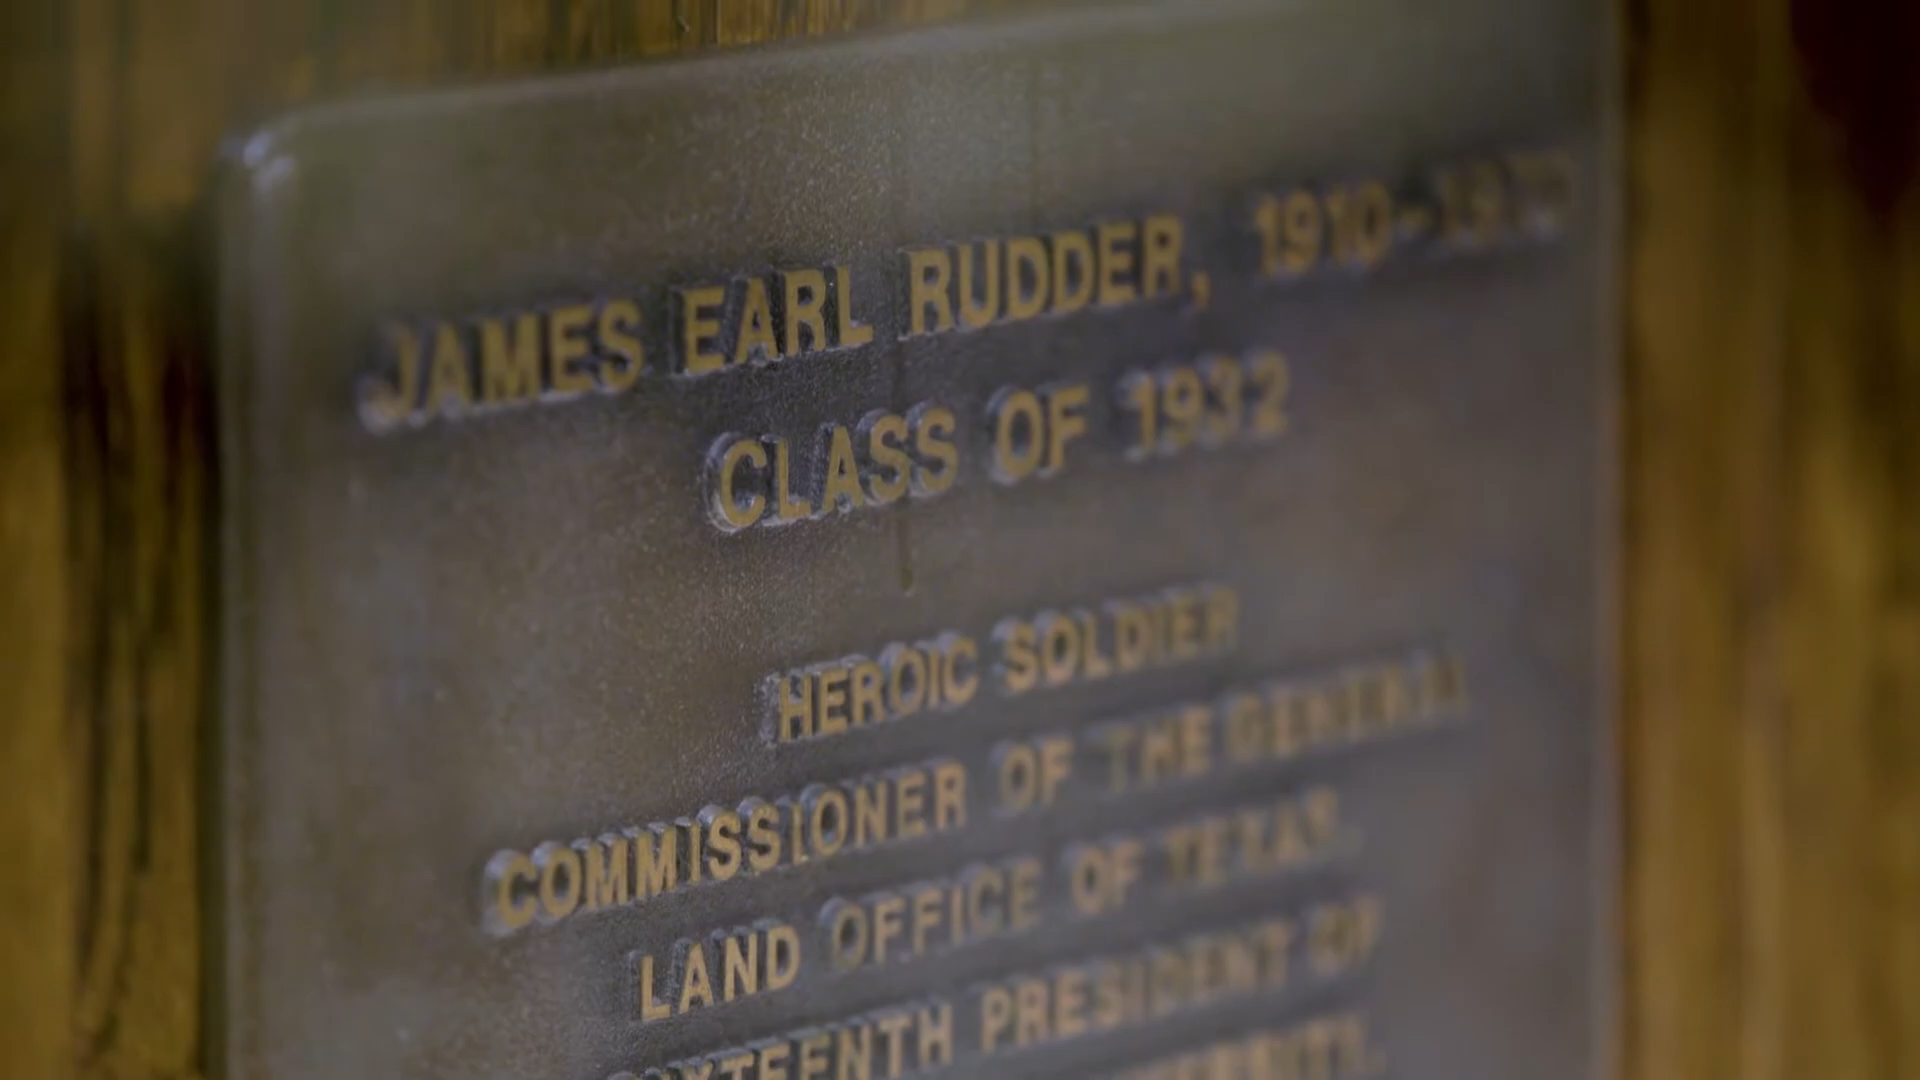 JAMES EARL RUDDER, 1910-1970
CLASS OF 1932
HEROIC SOLDIER
COMMISSIONER OF THE GENERAL
LAND OFFICE OF TEXAS,
SIXTEENTH PRESIDENT OF